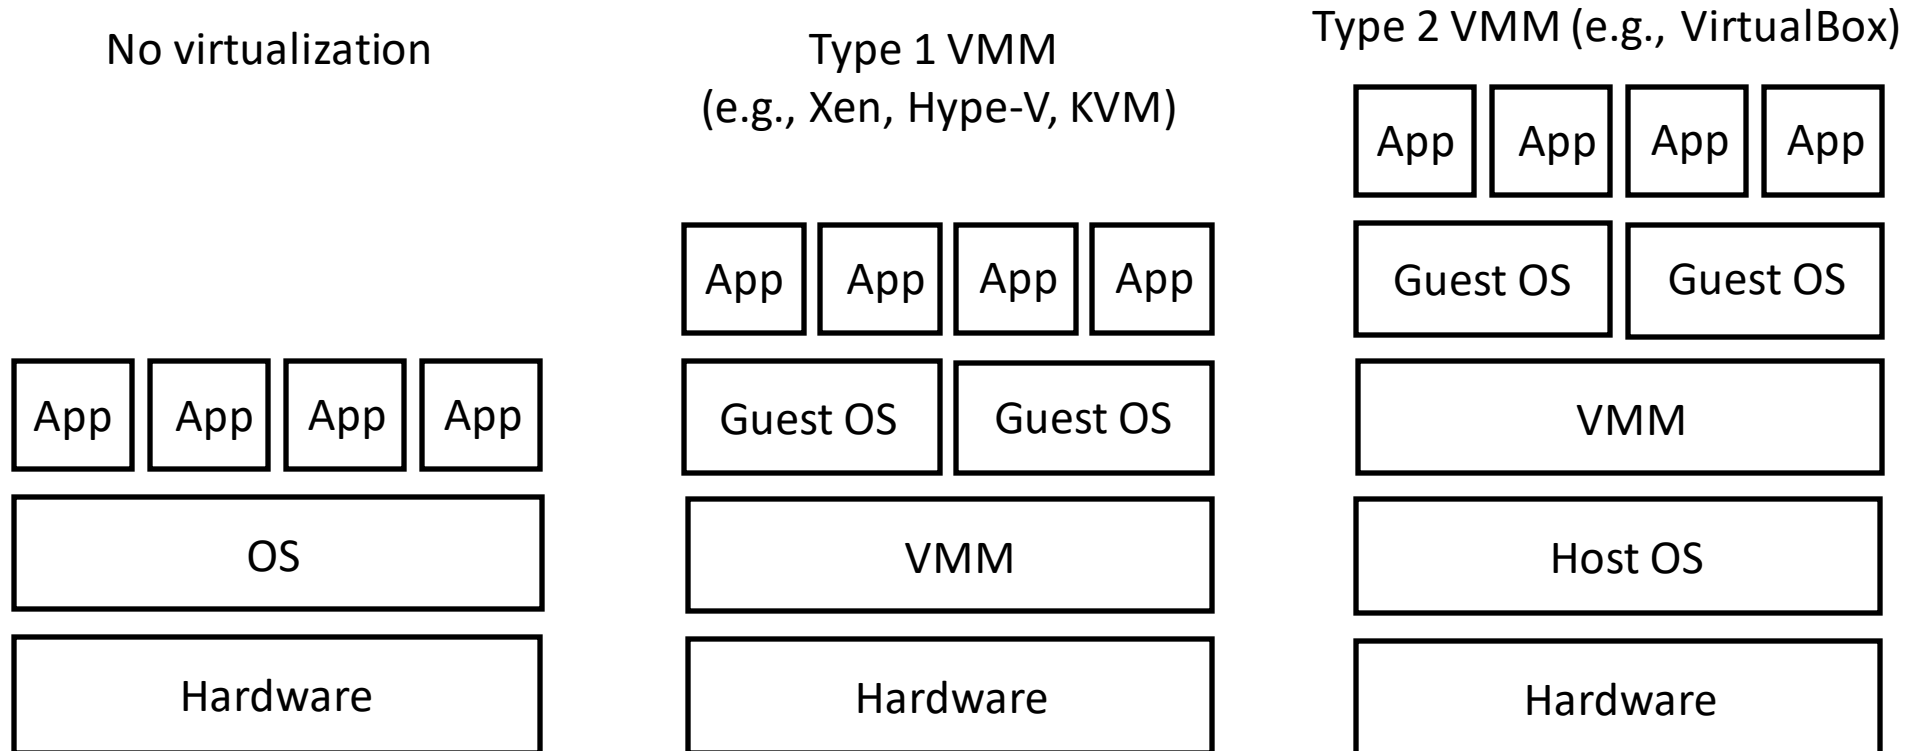 No virtualization
App App App App
OS
Hardware
Type 1 VMM
(e.g., Xen, Hype-V, KVM)
App App App App
Guest OS Guest OS
VMM
Hardware
Type 2 VMM (e.g., VirtualBox)
App App App App
Guest OS Guest OS
VMM
Host OS
Hardware